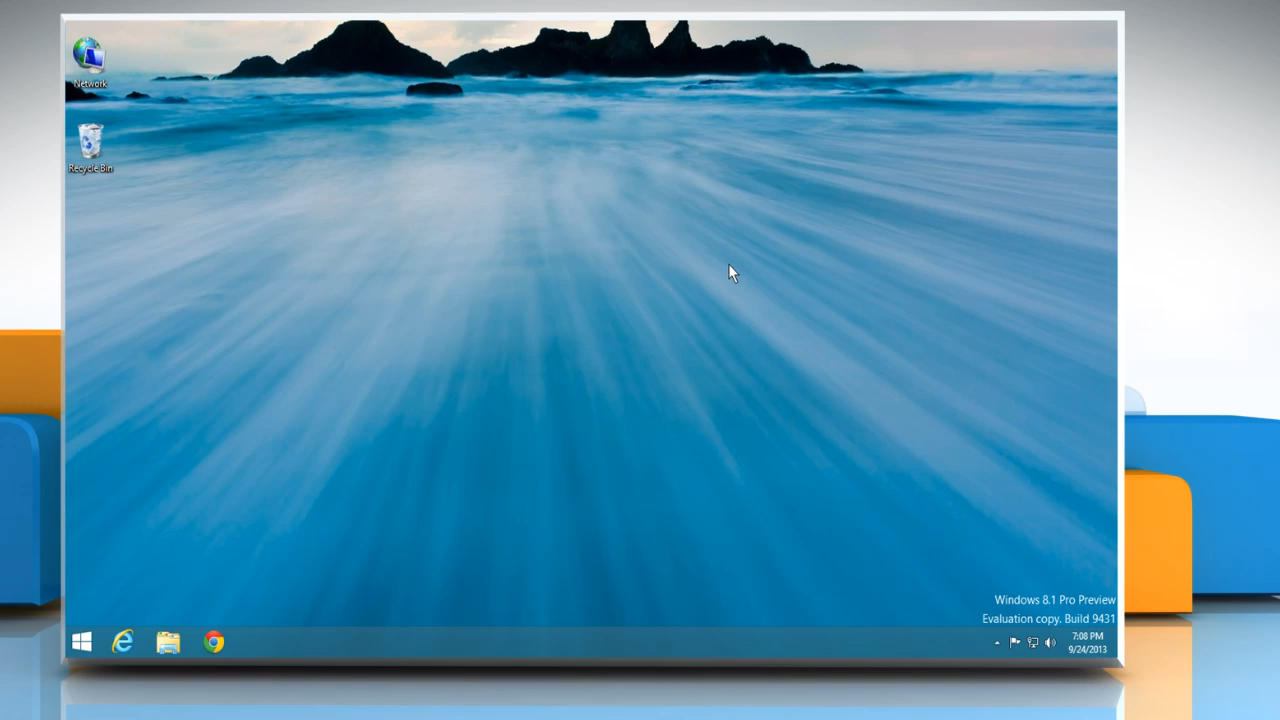 Network
Recycle Bin
Windows 8.1 Pro Preview
Evaluation copy. Build 9431
7:08 PM
9/24/2013